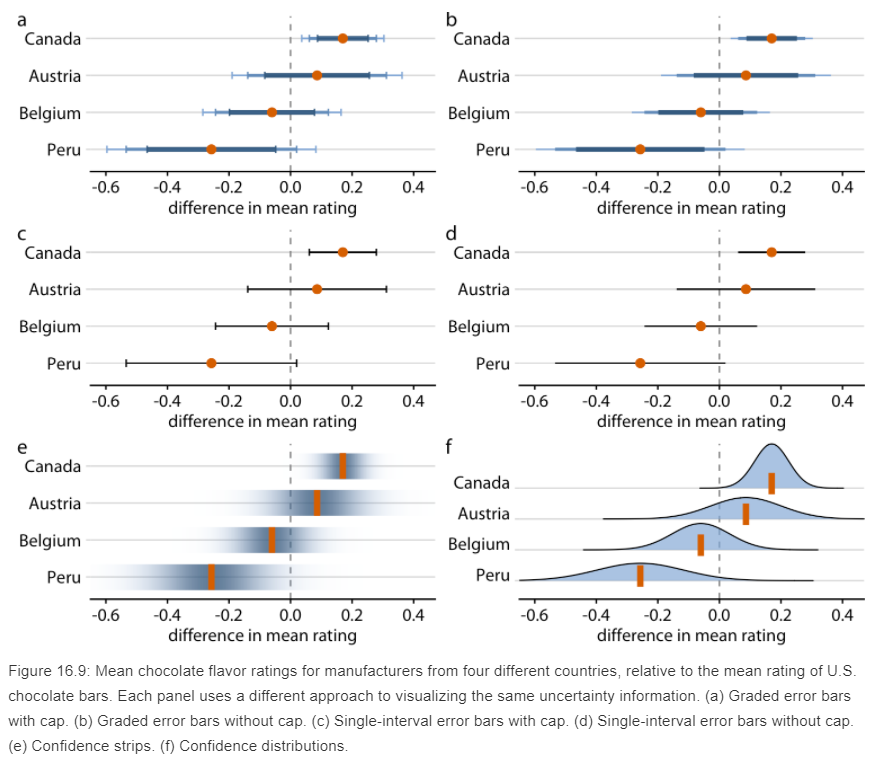 a
Canada
Austria
Belgium
Peru
-0.6 -0.4 -0.2 0.0 0.2 0.4
difference in mean rating
b
Canada
Austria
Belgium
Peru
-0.6 -0.4 -0.2 0.0 0.2 0.4
difference in mean rating
c
Canada
Austria
Belgium
Peru
-0.6 -0.4 -0.2 0.0 0.2 0.4
difference in mean rating
d
Canada
Austria
Belgium
Peru
-0.6 -0.4 -0.2 0.0 0.2 0.4
difference in mean rating
e
Canada
Austria
Belgium
Peru
-0.6 -0.4 -0.2 0.0 0.2 0.4
difference in mean rating
f
Canada
Austria
Belgium
Peru
-0.6 -0.4 -0.2 0.0 0.2 0.4
difference in mean rating
Figure 16.9: Mean chocolate flavor ratings for manufacturers from four different countries, relative to the mean rating of U.S.
chocolate bars. Each panel uses a different approach to visualizing the same uncertainty information. (a) Graded error bars
with cap. (b) Graded error bars without cap. (c) Single-interval error bars with cap. (d) Single-interval error bars without cap.
(e) Confidence strips. (f) Confidence distributions.